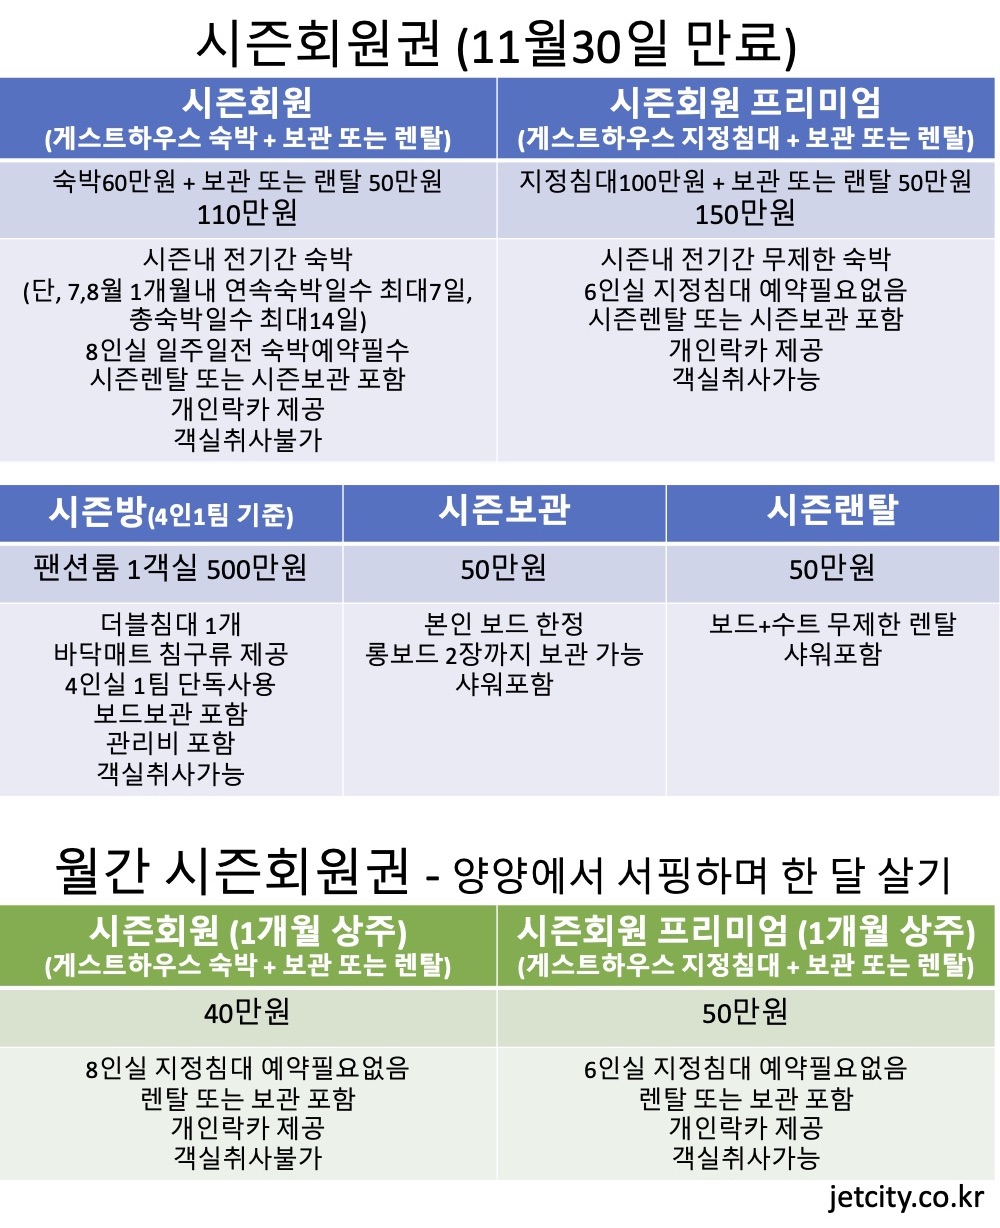 시즌회원권 (11월30일 만료)
시즌회원
(게스트하우스 숙박 + 보관 또는 렌탈)
숙박60만원 + 보관 또는 랜탈 50만원
110만원
시즌내 전기간 숙박
(단, 7,8월 1개월내 연속숙박일수 최대7일,
총숙박일수 최대14일)
8인실 일주일전 숙박예약필수
시즌렌탈 또는 시즌보관 포함
개인락카 제공
객실취사불가
시즌회원 프리미엄
(게스트하우스 지정침대 + 보관 또는 렌탈)
지정침대100만원 + 보관 또는 랜탈 50만원
150만원
시즌내 전기간 무제한 숙박
6인실 지정침대 예약필요없음
시즌렌탈 또는 시즌보관 포함
개인락카 제공
객실취사가능
시즌방(4인1팀 기준)
팬션룸 1객실 500만원
더블침대 1개
바닥매트 침구류 제공
4인실 1팀 단독사용
보드보관 포함
관리비 포함
객실취사가능
시즌보관
50만원
본인 보드 한정
롱보드 2장까지 보관 가능
샤워포함
시즌랜탈
50만원
보드+수트 무제한 렌탈
샤워포함
월간 시즌회원권 - 양양에서 서핑하며 한 달 살기
시즌회원 (1개월 상주)
(게스트하우스 숙박 + 보관 또는 렌탈)
40만원
8인실 지정침대 예약필요없음
렌탈 또는 보관 포함
개인락카 제공
객실취사불가
시즌회원 프리미엄 (1개월 상주)
(게스트하우스 지정침대 + 보관 또는 렌탈)
50만원
6인실 지정침대 예약필요없음
렌탈 또는 보관 포함
개인락카 제공
객실취사가능
jetcity.co.kr